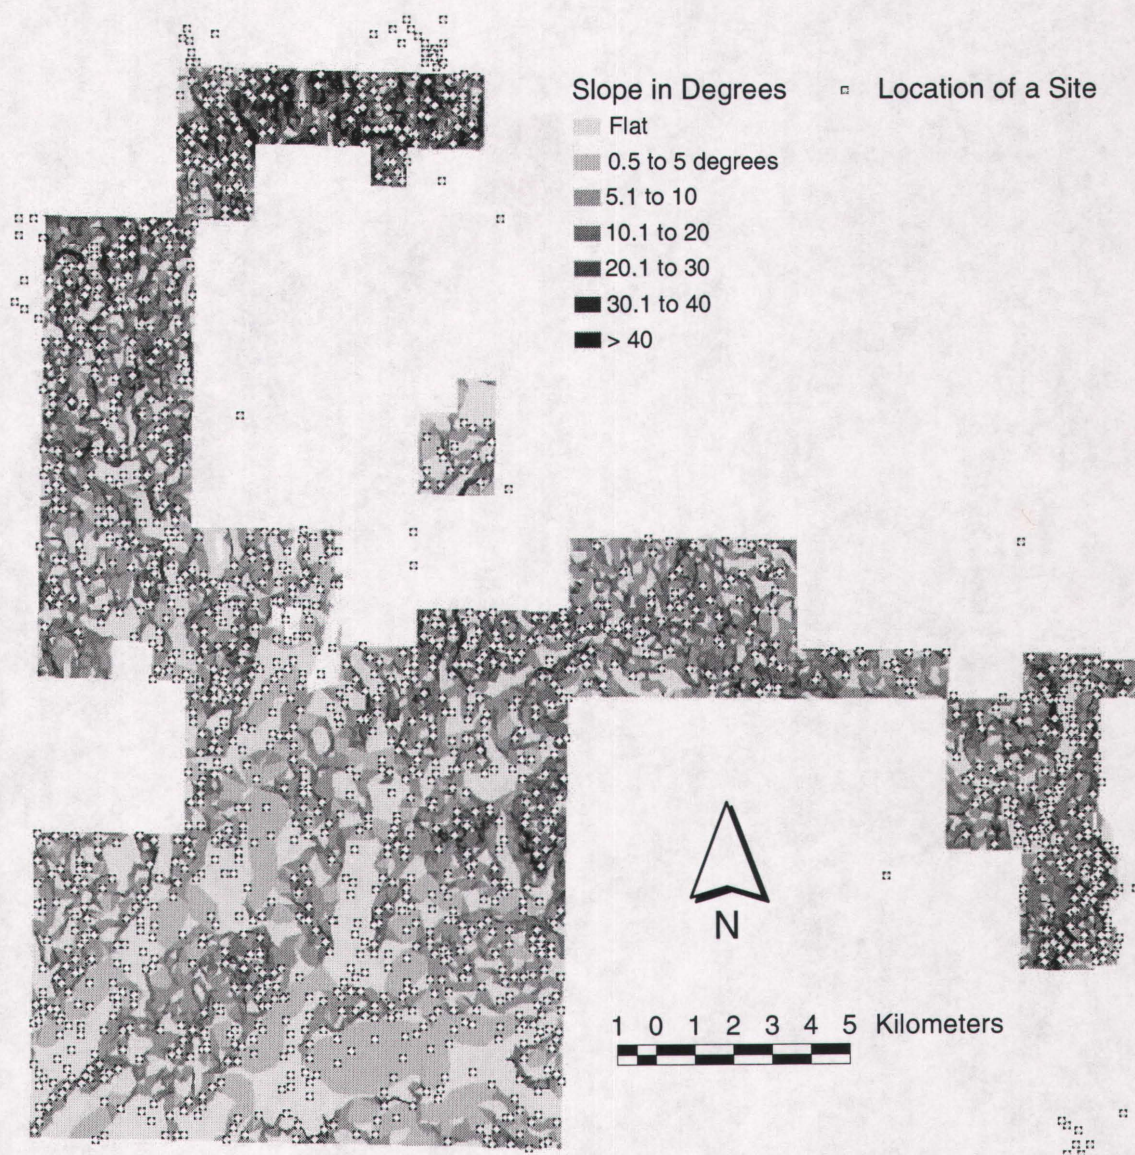 Slope in Degrees
Location of a Site
Flat
0.5 to 5 degrees
5.1 to 10
10.1 to 20
20.1 to 30
30.1 to 40
> 40
N
1 0 1 2 3 4 5 Kilometers